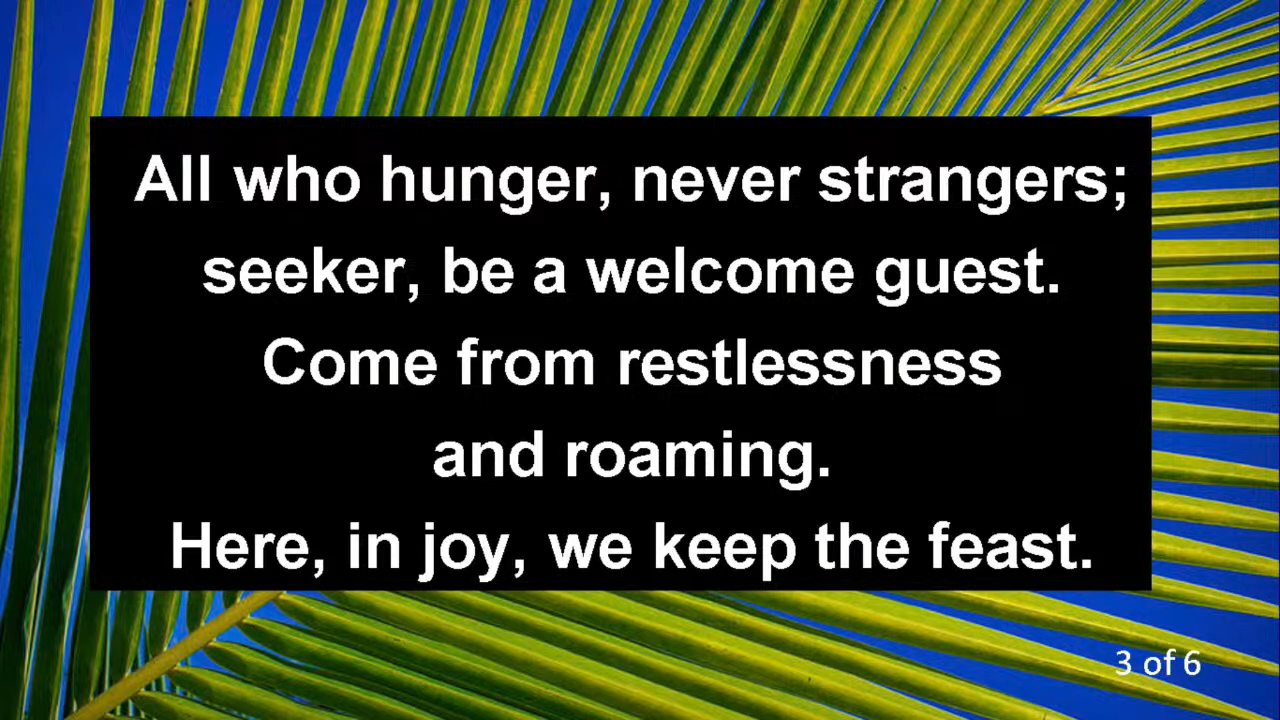 All who hunger, never strangers;
seeker, be a welcome guest.
Come from restlessness
and roaming.
Here, in joy, we keep the feast.
3 of 6